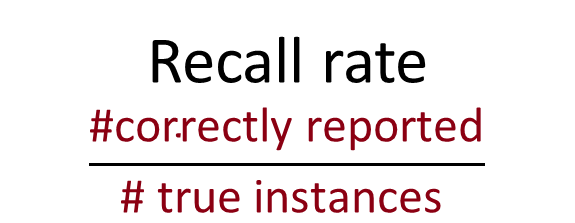 Recall rate
#correctly reported
# true instances